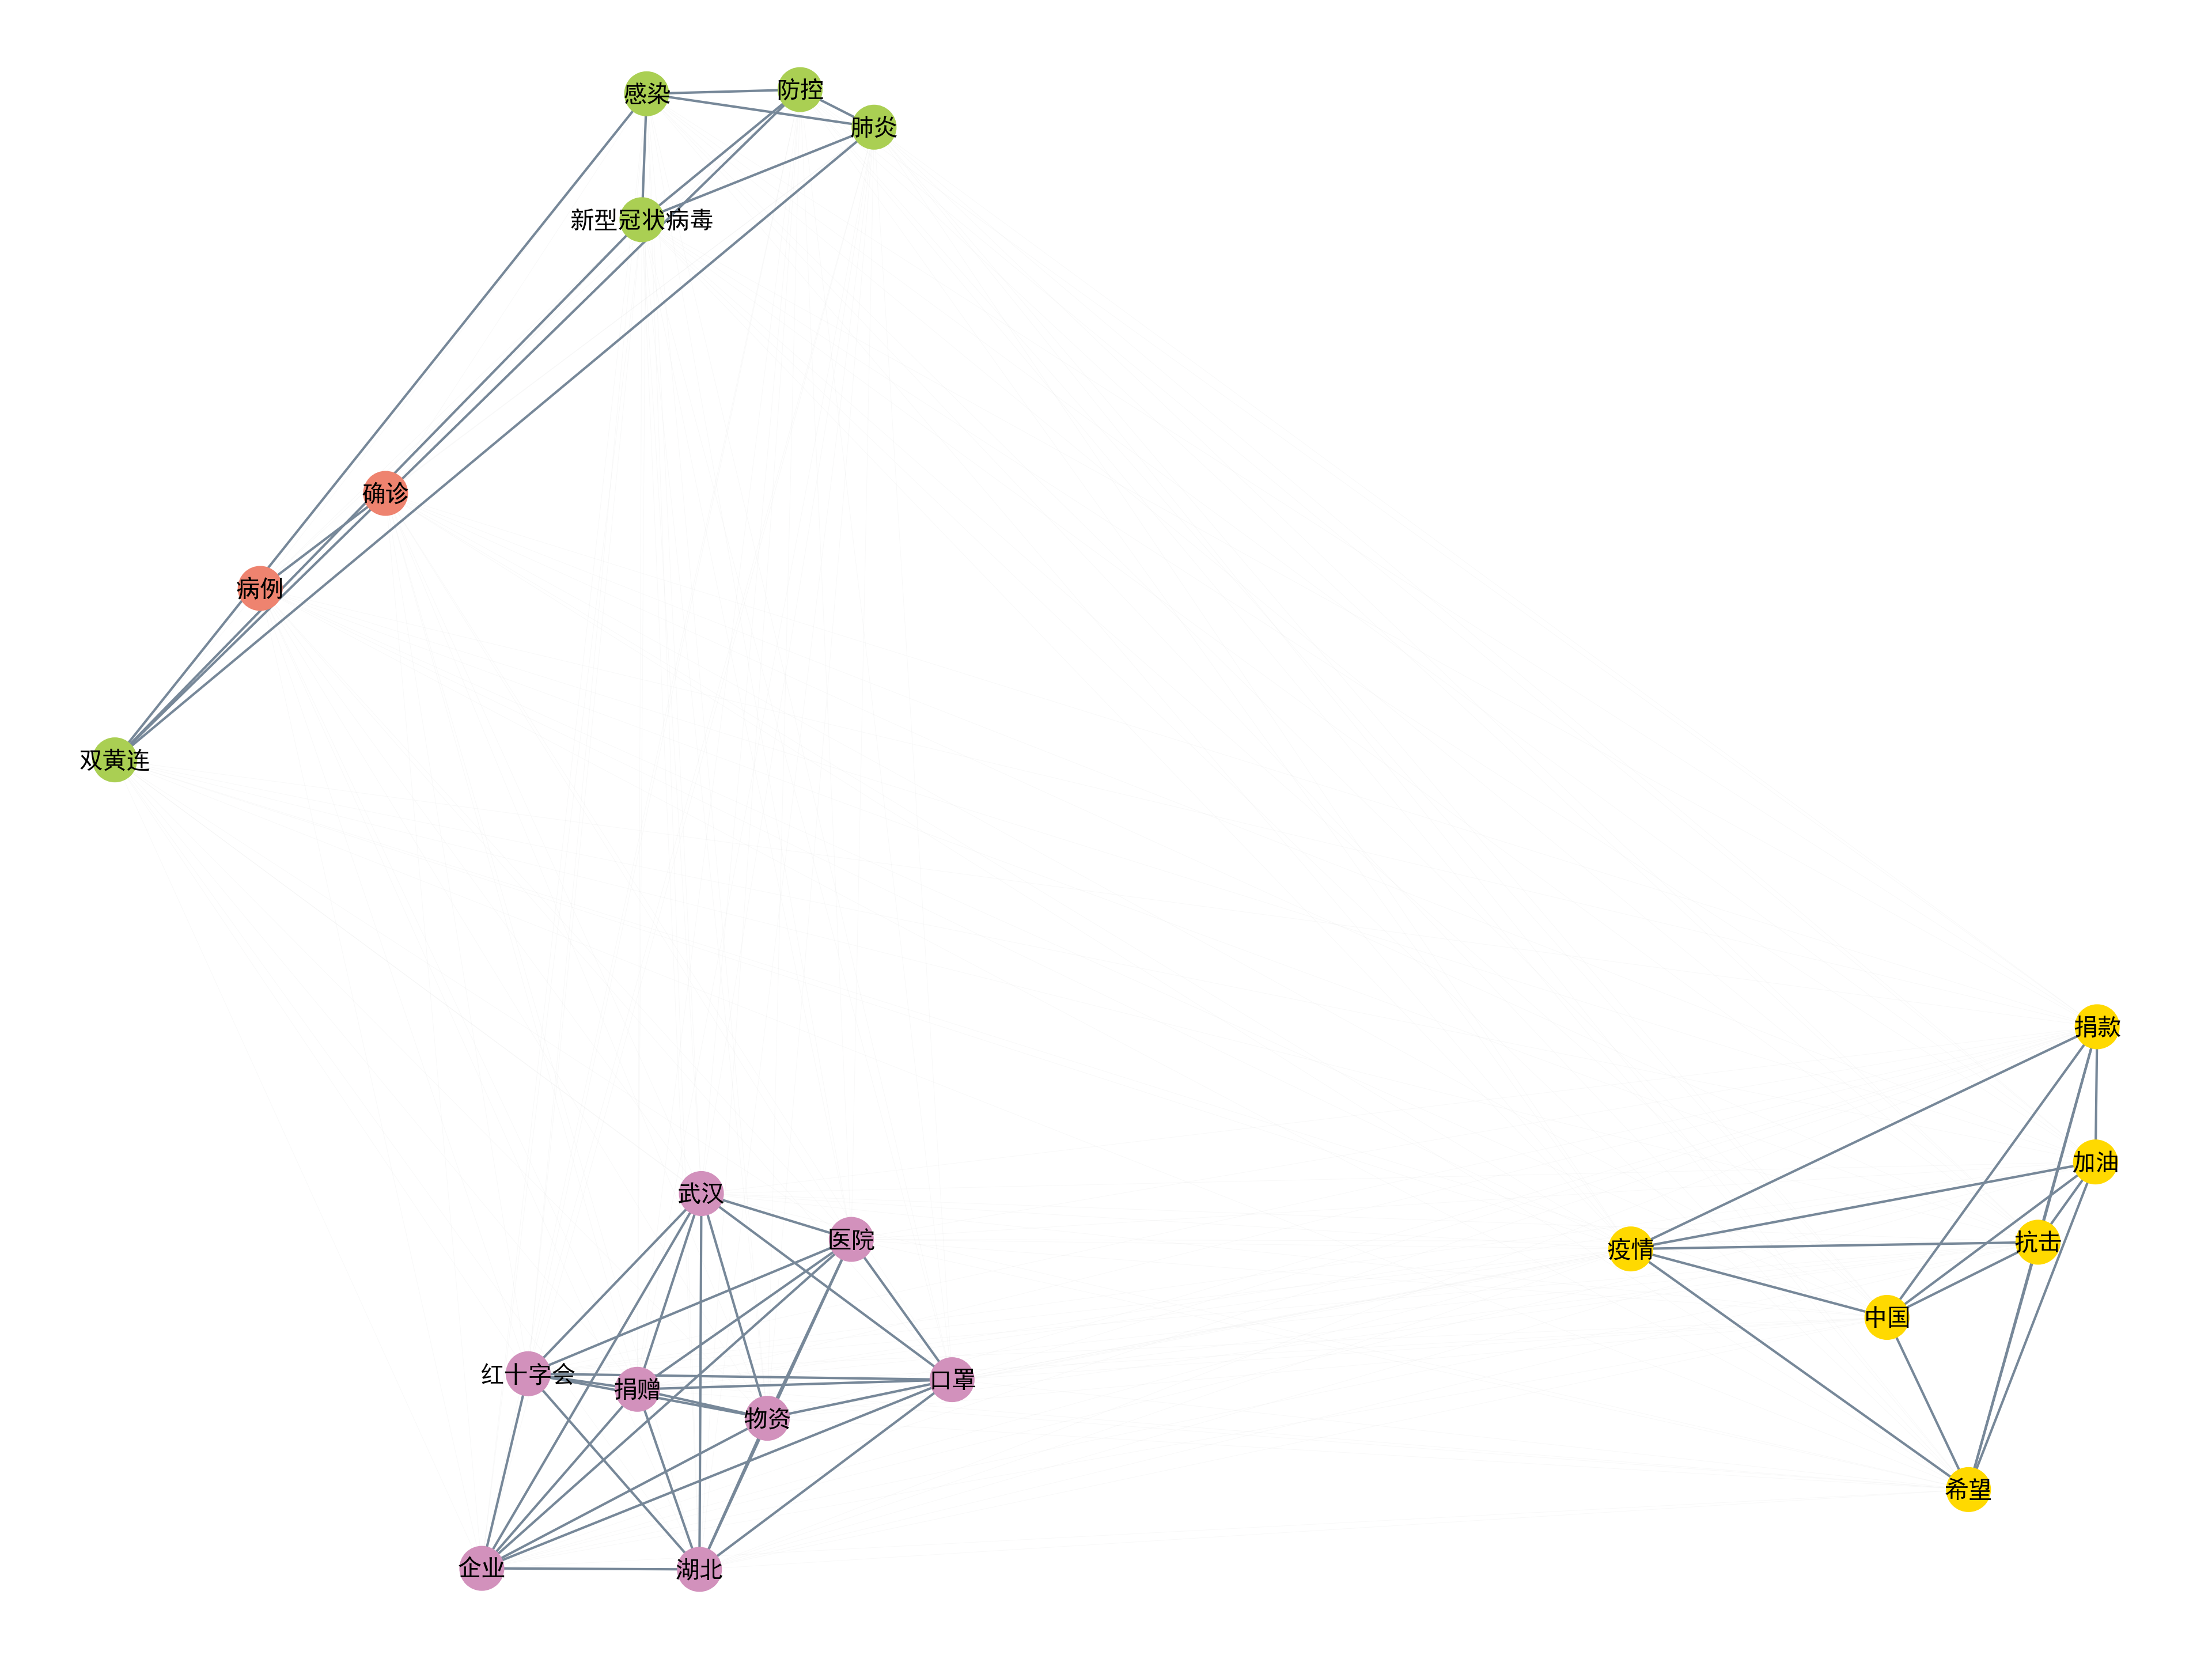 感染
防控
肺炎
新型冠状病毒
确诊
病例
双黄连
捐款
加油
武汉
医院
抗击
疫情
中国
红十字会
捐赠
口罩
物资
希望
企业
湖北